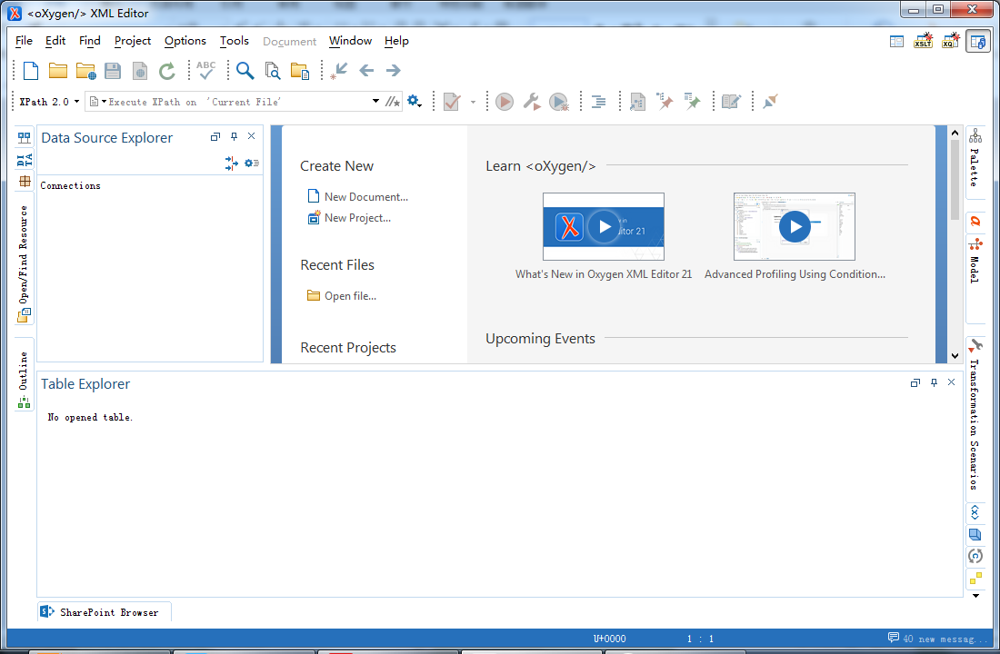 <oXygen/> XML Editor
File Edit Find Project Options Tools Document Window Help
XSLT XQ
ABC
XPath 2.0 Execute XPath on 'Current File'
Data Source Explorer
Connections
DITA
Open/Find Resource
Outline
Create New
New Document...
New Project...
Recent Files
Open file...
Recent Projects
Learn <oXygen/>
What's New in Oxygen XML Editor 21
Advanced Profiling Using Condition...
Upcoming Events
Palette
Model
Transformation Scenarios
Table Explorer
No opened table.
SharePoint Browser
U+0000 1 : 1 40 new messag...